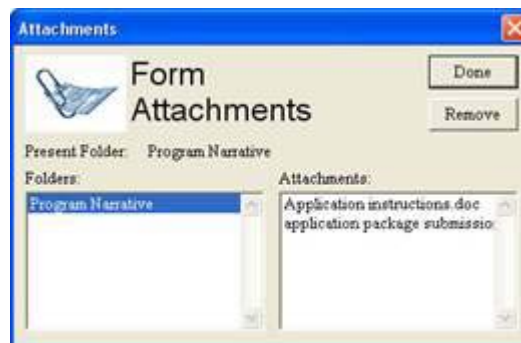 Attachments
Form
Attachments
Done
Remove
Present Folder: Program Narrative
Folders:
Attachments:
Program Narrative
Application instructions.doc
application package submissio